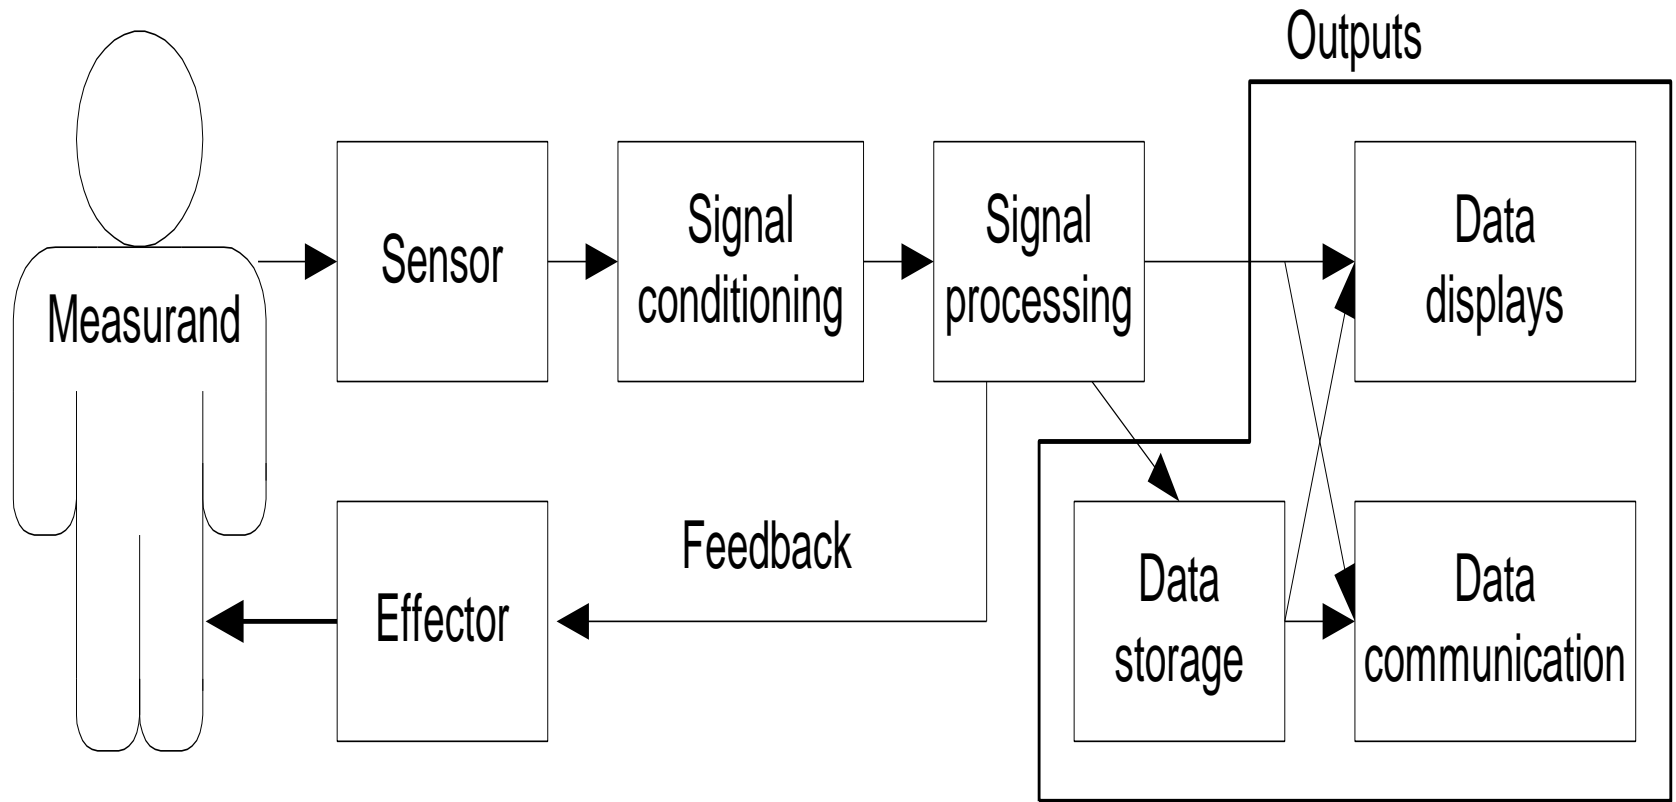 Outputs
Measurand
Sensor
Signal
conditioning
Signal
processing
Data
displays
Feedback
Effector
Data
storage
Data
communication